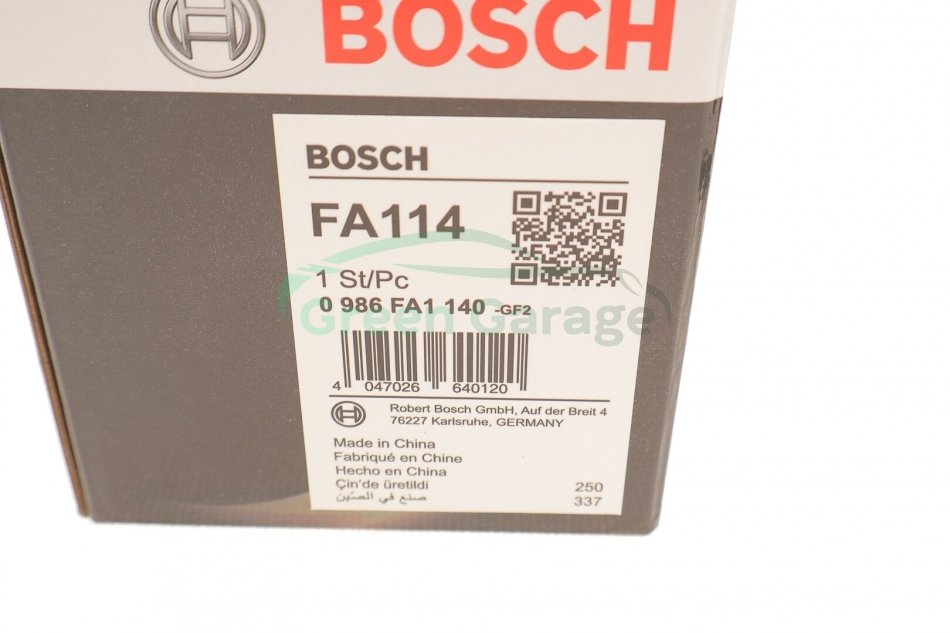 BOSCH
BOSCH
FA114
1 St/Pc
0 986 FA1 140 -GF2
Green Garage
4 047026 640120
Robert Bosch GmbH, Auf der Breit 4
76227 Karlsruhe, GERMANY
Made in China
Fabriqué en Chine
Hecho en China
Çin'de üretildi
صنع في الصّين
250
337